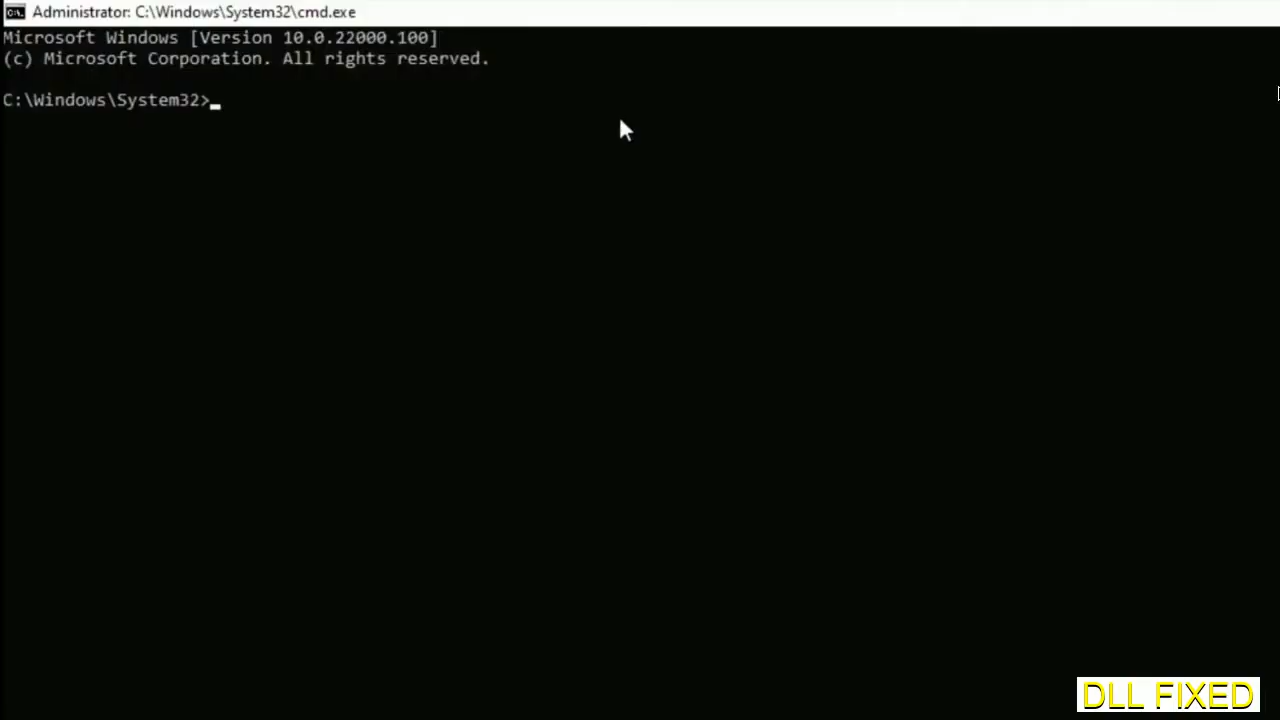 Administrator: C:\Windows\System32\cmd.exe
Microsoft Windows [Version 10.0.22000.100]
(c) Microsoft Corporation. All rights reserved.
C:\Windows\System32>
DLL FIXED